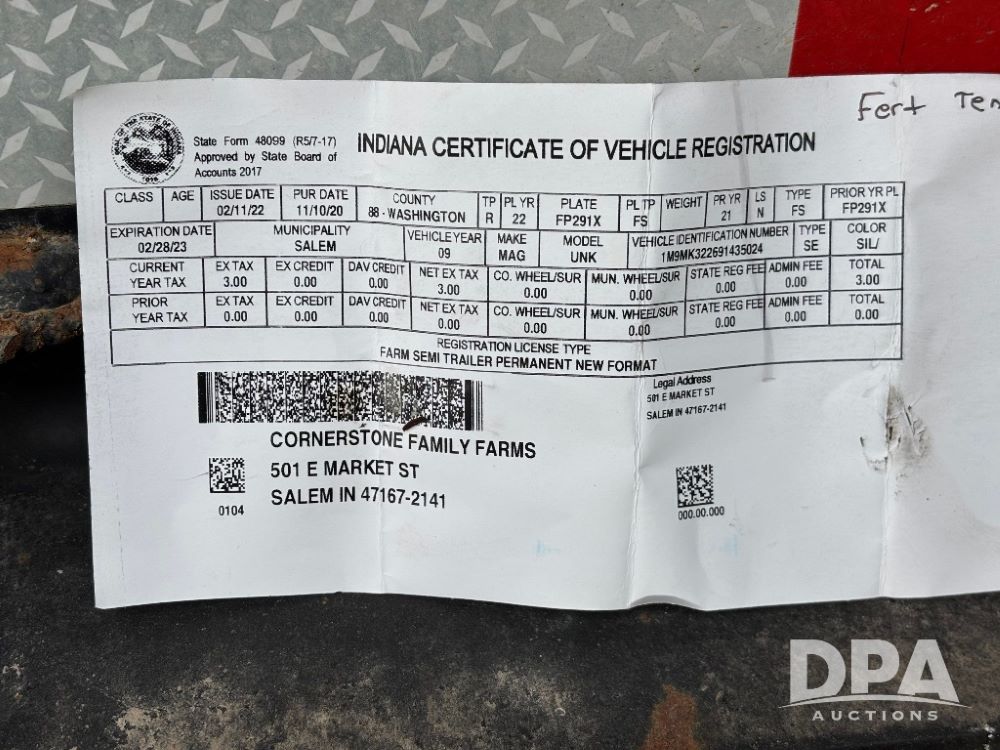 Fert
State Form 48099 (R5/7-17)
Approved by State Board of
Accounts 2017
INDIANA CERTIFICATE OF VEHICLE REGISTRATION
CLASS AGE ISSUE DATE PUR DATE COUNTY TP PL YR PLATE PL TP WEIGHT PR YR LS TYPE PRIOR YR PL
02/11/22 11/10/20 88 - WASHINGTON R 22 FP291X FS 21 N FS FP291X
EXPIRATION DATE MUNICIPALITY VEHICLE YEAR MAKE MODEL VEHICLE IDENTIFICATION NUMBER TYPE COLOR
02/28/23 SALEM 09 MAG UNK 1M9MK322691435024 SE SIL/
CURRENT YEAR TAX EX TAX EX CREDIT DAV CREDIT NET EX TAX CO. WHEEL/SUR MUN. WHEEL/SUR STATE REG FEE ADMIN FEE TOTAL
3.00 0.00 0.00 3.00 0.00 0.00 0.00 0.00 3.00
PRIOR YEAR TAX EX TAX EX CREDIT DAV CREDIT NET EX TAX CO. WHEEL/SUR MUN. WHEEL/SUR STATE REG FEE ADMIN FEE TOTAL
0.00 0.00 0.00 0.00 0.00 0.00 0.00 0.00 0.00
REGISTRATION LICENSE TYPE
FARM SEMI TRAILER PERMANENT NEW FORMAT
Legal Address
501 E MARKET ST
SALEM IN 47167-2141
CORNERSTONE FAMILY FARMS
501 E MARKET ST
SALEM IN 47167-2141
0104
000.00.000
DPA
AUCTIONS